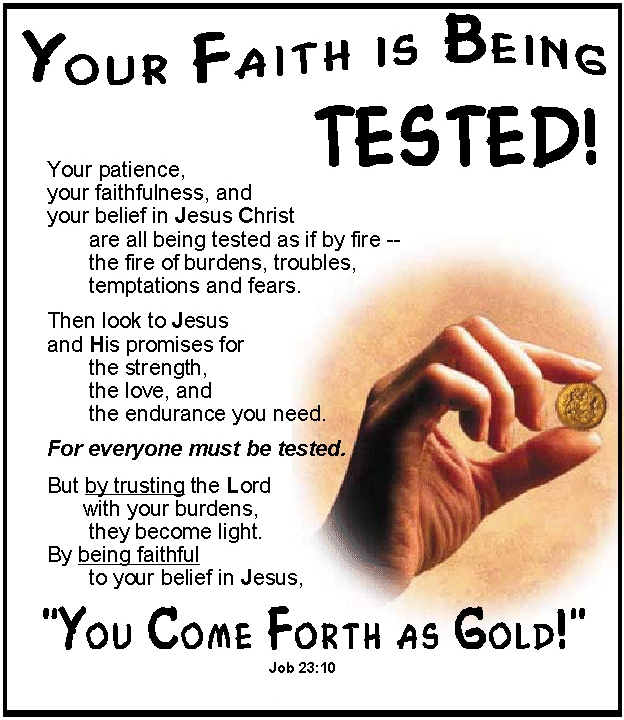 YOUR FAITH IS BEING
TESTED!
Your patience,
your faithfulness, and
your belief in Jesus Christ
are all being tested as if by fire --
the fire of burdens, troubles,
temptations and fears.
Then look to Jesus
and His promises for
the strength,
the love, and
the endurance you need.
For everyone must be tested.
But by trusting the Lord
with your burdens,
they become light.
By being faithful
to your belief in Jesus,
"YOU COME FORTH AS GOLD!"
Job 23:10